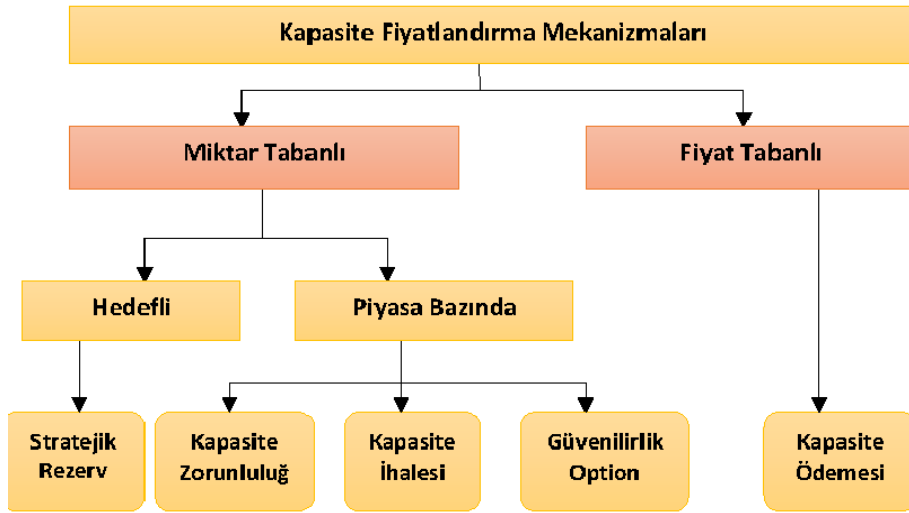 Kapasite Fiyatlandırma Mekanizmaları
Miktar Tabanlı
Fiyat Tabanlı
Hedefli
Piyasa Bazında
Stratejik
Rezerv
Kapasite
Zorunluluğ
Kapasite
İhalesi
Güvenilirlik
Option
Kapasite
Ödemesi